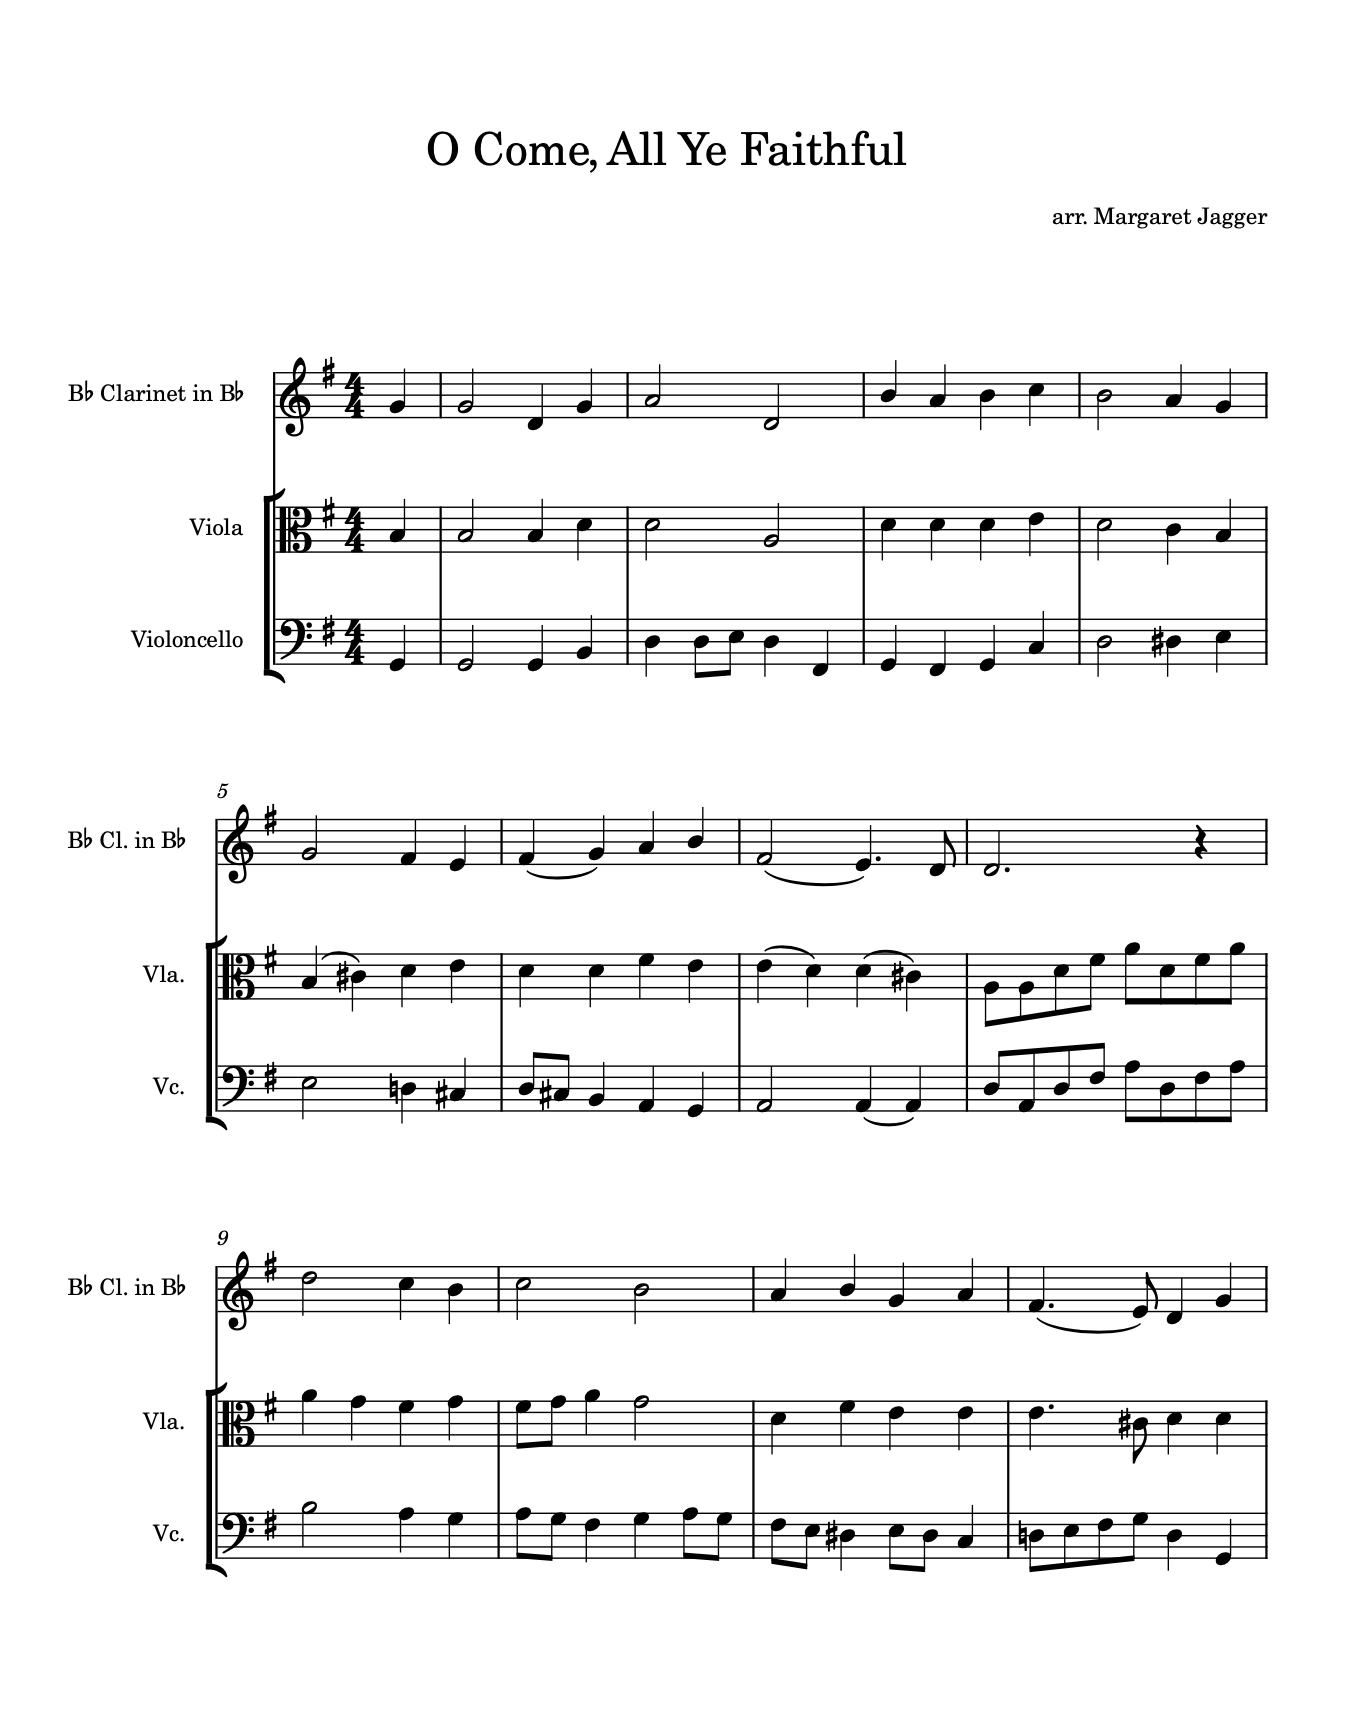 O Come, All Ye Faithful
arr. Margaret Jagger
B♭ Clarinet in B♭
Viola
Violoncello
5
B♭ Cl. in B♭
Vla.
Vc.
9
B♭ Cl. in B♭
Vla.
Vc.